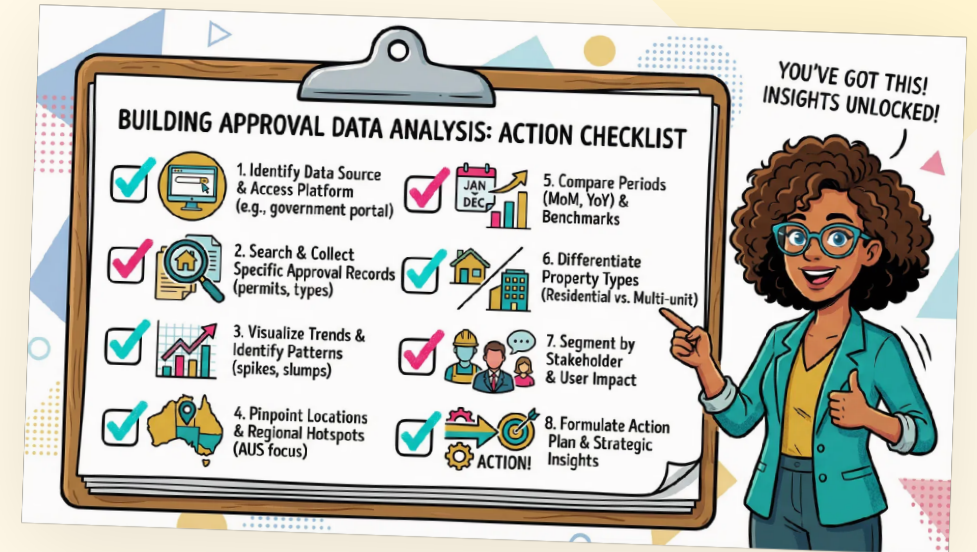 YOU'VE GOT THIS!
INSIGHTS UNLOCKED!
BUILDING APPROVAL DATA ANALYSIS: ACTION CHECKLIST
1. Identify Data Source
& Access Platform
(e.g., government portal)
2. Search & Collect
Specific Approval Records
(permits, types)
3. Visualize Trends &
Identify Patterns
(spikes, slumps)
4. Pinpoint Locations
& Regional Hotspots
(AUS focus)
JAN
DEC
5. Compare Periods
(MoM, YoY) &
Benchmarks
6. Differentiate
Property Types
(Residential vs. Multi-unit)
7. Segment by
Stakeholder
& User Impact
ACTION!
8. Formulate Action
Plan & Strategic
Insights